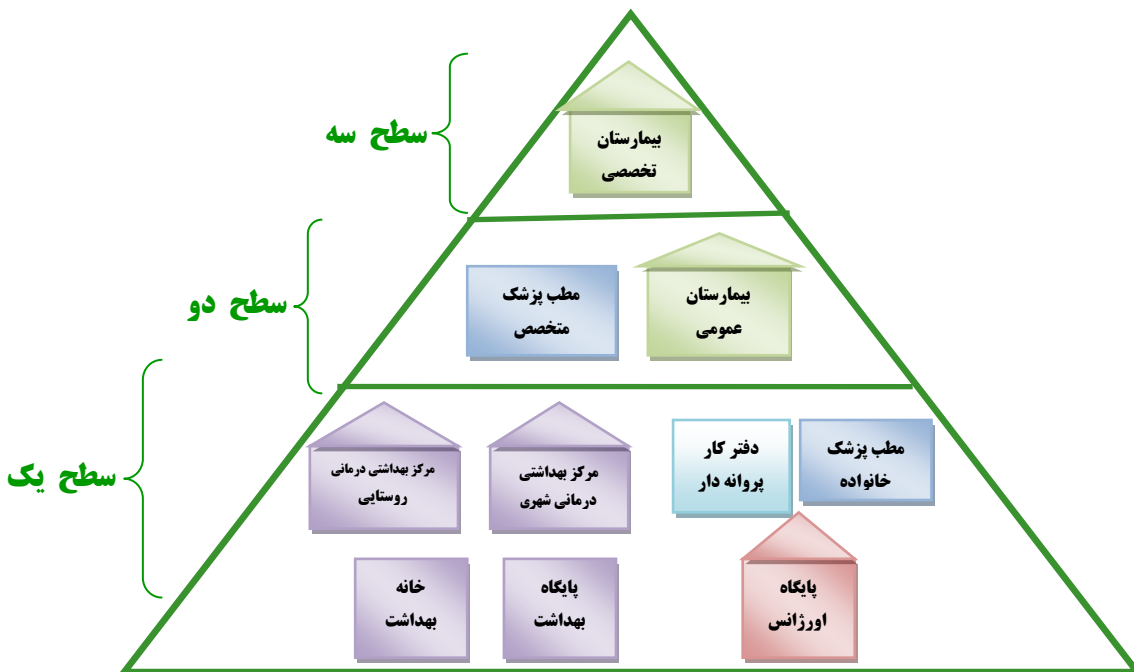 سطح سه
بیمارستان
تخصصی
سطح دو
بیمارستان
عمومی
مطب پزشک
متخصص
سطح یک
مطب پزشک
خانواده
دفتر کار
پروانه دار
مرکز بهداشتی
درمانی شهری
مرکز بهداشتی درمانی
روستایی
پایگاه
اورژانس
پایگاه
بهداشت
خانه
بهداشت